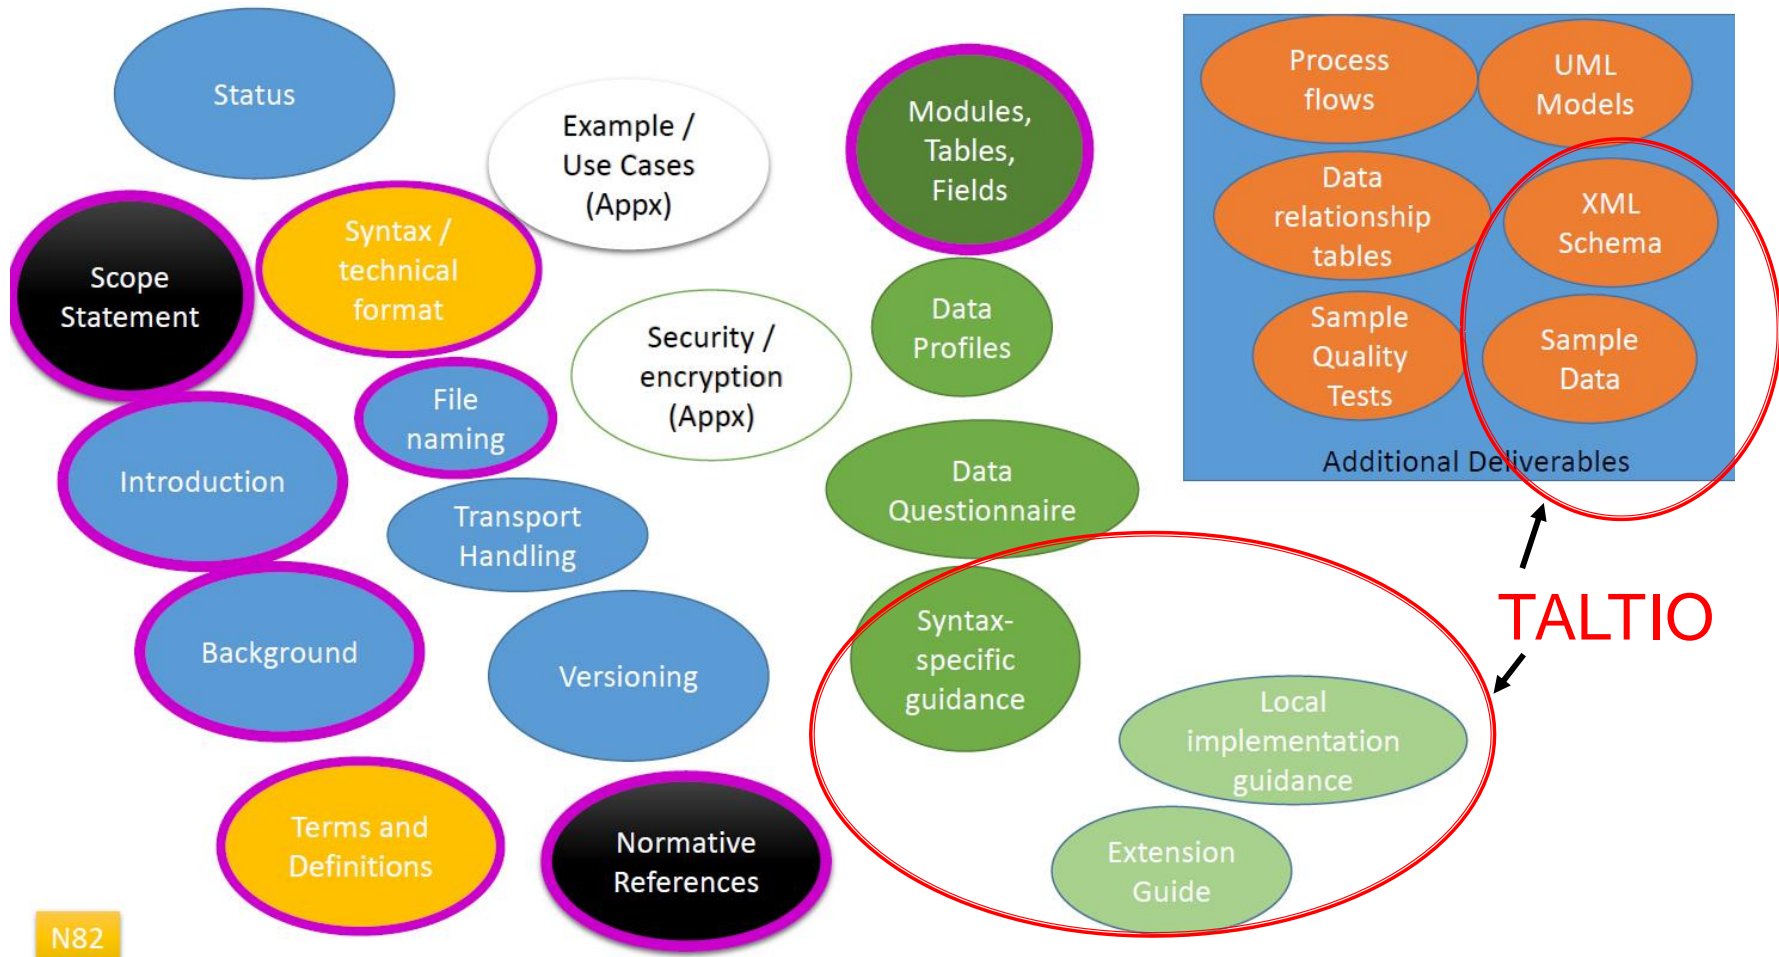 Status
Example /
Use Cases
(Appx)
Modules,
Tables,
Fields
Process
flows
UML
Models
Scope
Statement
Syntax /
technical
format
Data
relationship
tables
XML
Schema
Security /
encryption
(Appx)
Data
Profiles
Sample
Quality
Tests
Sample
Data
File
naming
Additional Deliverables
Introduction
Transport
Handling
Data
Questionnaire
TALTIO
Background
Versioning
Syntax-
specific
guidance
Local
implementation
guidance
Terms and
Definitions
Normative
References
Extension
Guide
N82